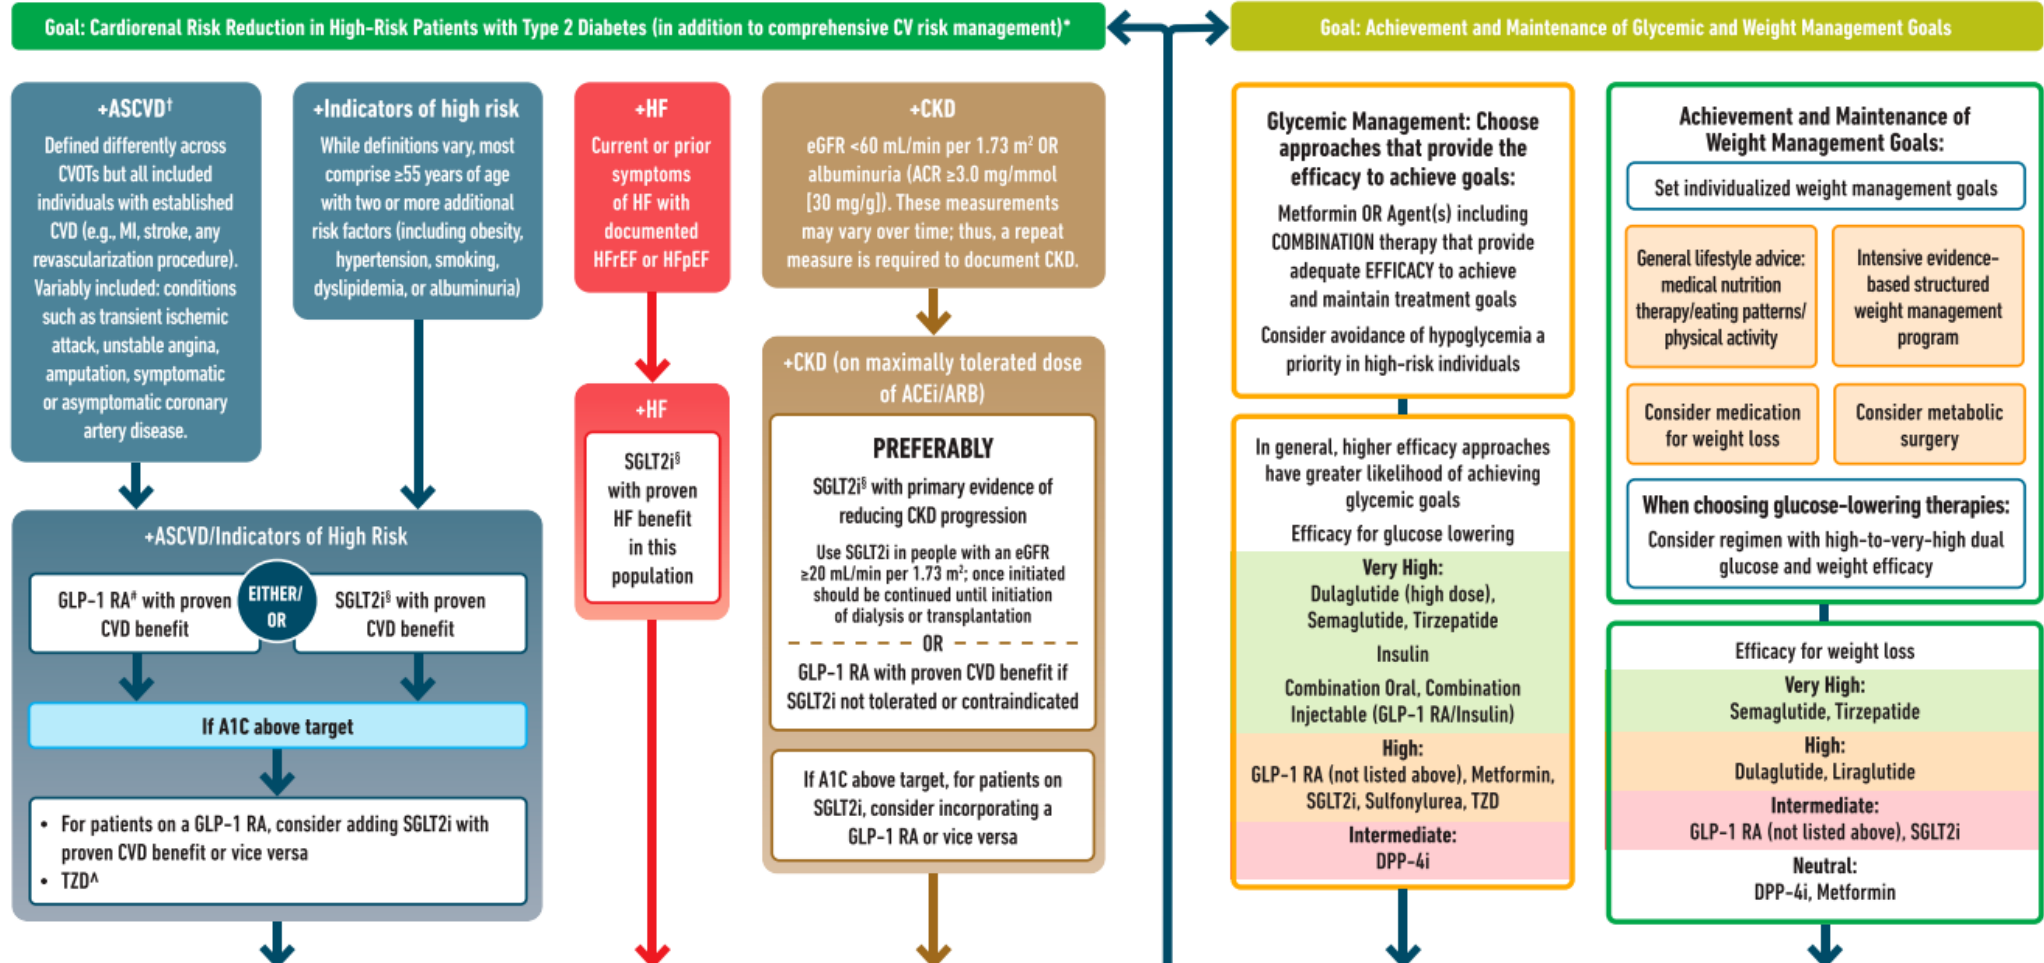 Goal: Cardiorenal Risk Reduction in High-Risk Patients with Type 2 Diabetes (in addition to comprehensive CV risk management)*
+ASCVD†
Defined differently across
CVOTs but all included
individuals with established
CVD (e.g., MI, stroke, any
revascularization procedure).
Variably included: conditions
such as transient ischemic
attack, unstable angina,
amputation, symptomatic
or asymptomatic coronary
artery disease.
+Indicators of high risk
While definitions vary, most
comprise ≥55 years of age
with two or more additional
risk factors (including obesity,
hypertension, smoking,
dyslipidemia, or albuminuria)
+ASCVD/Indicators of High Risk
GLP-1 RA# with proven
CVD benefit
EITHER/
OR
SGLT2i§ with proven
CVD benefit
If A1C above target
• For patients on a GLP-1 RA, consider adding SGLT2i with
proven CVD benefit or vice versa
• TZD^
+HF
Current or prior
symptoms
of HF with
documented
HFrEF or HFpEF
+HF
SGLT2i§
with proven
HF benefit
in this
population
+CKD
eGFR <60 mL/min per 1.73 m² OR
albuminuria (ACR ≥3.0 mg/mmol
[30 mg/g]). These measurements
may vary over time; thus, a repeat
measure is required to document CKD.
+CKD (on maximally tolerated dose
of ACEi/ARB)
PREFERABLY
SGLT2i§ with primary evidence of
reducing CKD progression
Use SGLT2i in people with an eGFR
≥20 mL/min per 1.73 m²; once initiated
should be continued until initiation
of dialysis or transplantation
OR
GLP-1 RA with proven CVD benefit if
SGLT2i not tolerated or contraindicated
If A1C above target, for patients on
SGLT2i, consider incorporating a
GLP-1 RA or vice versa
Goal: Achievement and Maintenance of Glycemic and Weight Management Goals
Glycemic Management: Choose
approaches that provide the
efficacy to achieve goals:
Metformin OR Agent(s) including
COMBINATION therapy that provide
adequate EFFICACY to achieve
and maintain treatment goals
Consider avoidance of hypoglycemia a
priority in high-risk individuals
In general, higher efficacy approaches
have greater likelihood of achieving
glycemic goals
Efficacy for glucose lowering
Very High:
Dulaglutide (high dose),
Semaglutide, Tirzepatide
Insulin
Combination Oral, Combination
Injectable (GLP-1 RA/Insulin)
High:
GLP-1 RA (not listed above), Metformin,
SGLT2i, Sulfonylurea, TZD
Intermediate:
DPP-4i
Achievement and Maintenance of
Weight Management Goals:
Set individualized weight management goals
General lifestyle advice:
medical nutrition
therapy/eating patterns/
physical activity
Intensive evidence-
based structured
weight management
program
Consider medication
for weight loss
Consider metabolic
surgery
When choosing glucose-lowering therapies:
Consider regimen with high-to-very-high dual
glucose and weight efficacy
Efficacy for weight loss
Very High:
Semaglutide, Tirzepatide
High:
Dulaglutide, Liraglutide
Intermediate:
GLP-1 RA (not listed above), SGLT2i
Neutral:
DPP-4i, Metformin